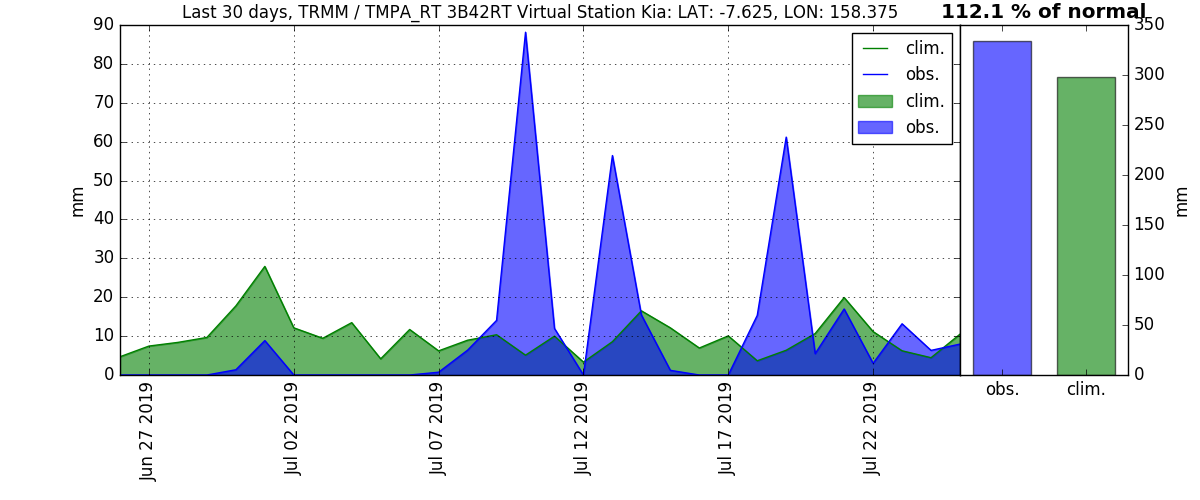 Last 30 days, TRMM / TMPA_RT 3B42RT Virtual Station Kia: LAT: -7.625, LON: 158.375
112.1 % of normal
90
80
70
60
50
40
30
20
10
0
mm
clim.
obs.
clim.
obs.
Jun 27 2019
Jul 02 2019
Jul 07 2019
Jul 12 2019
Jul 17 2019
Jul 22 2019
350
300
250
200
150
100
50
0
mm
obs.
clim.